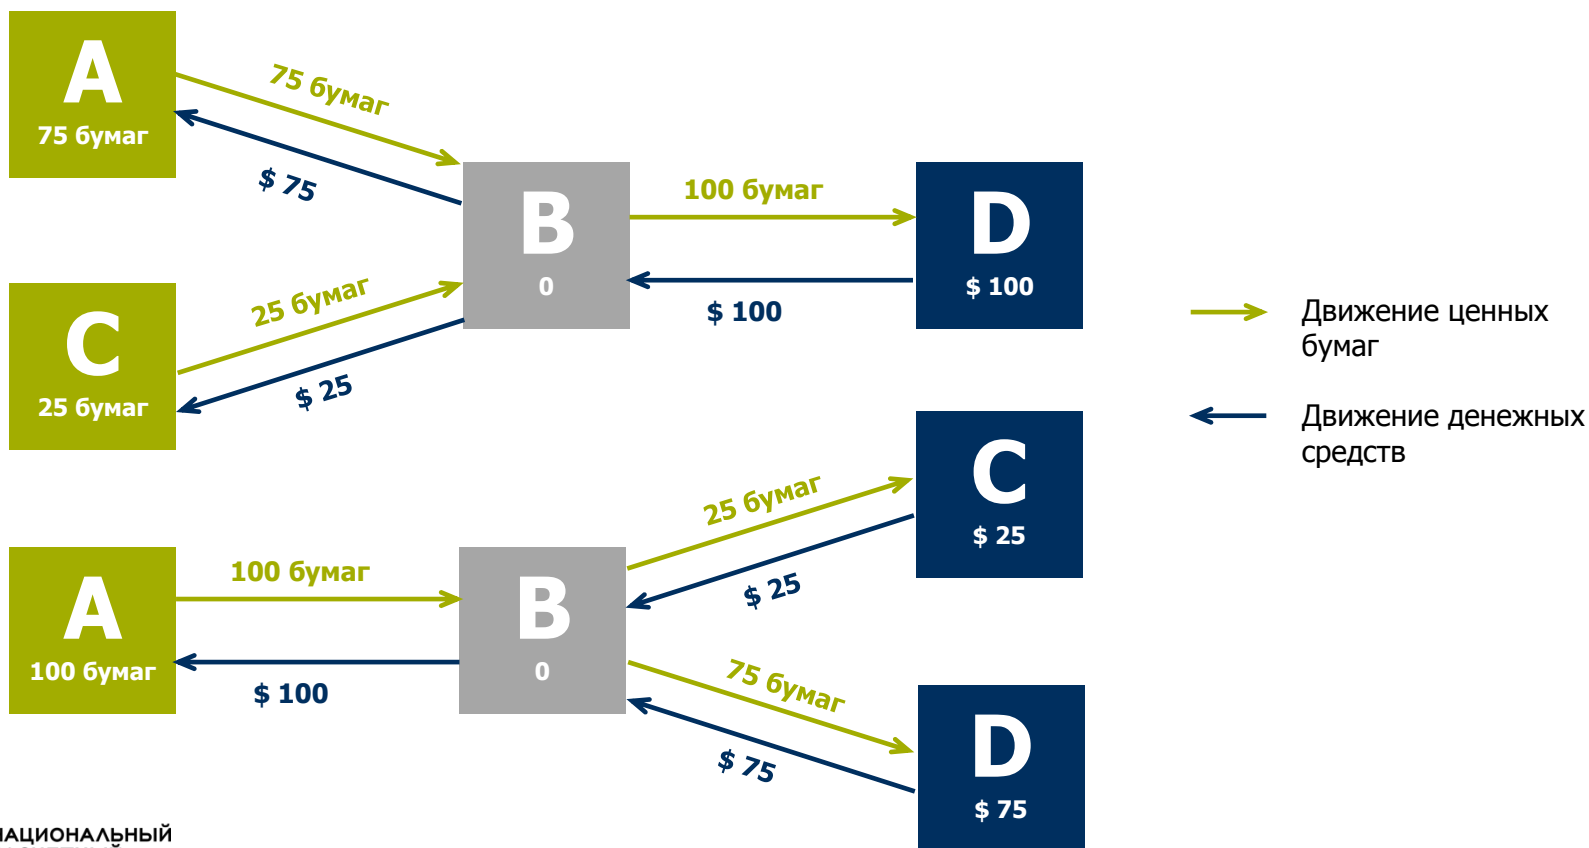 A
75 бумаг
75 бумаг
$ 75
B
0
100 бумаг
$ 100
D
$ 100
C
25 бумаг
25 бумаг
$ 25
Движение ценных
бумаг
Движение денежных
средств
A
100 бумаг
100 бумаг
$ 100
B
0
25 бумаг
$ 25
C
$ 25
75 бумаг
$ 75
D
$ 75
НАЦИОНАЛЬНЫЙ